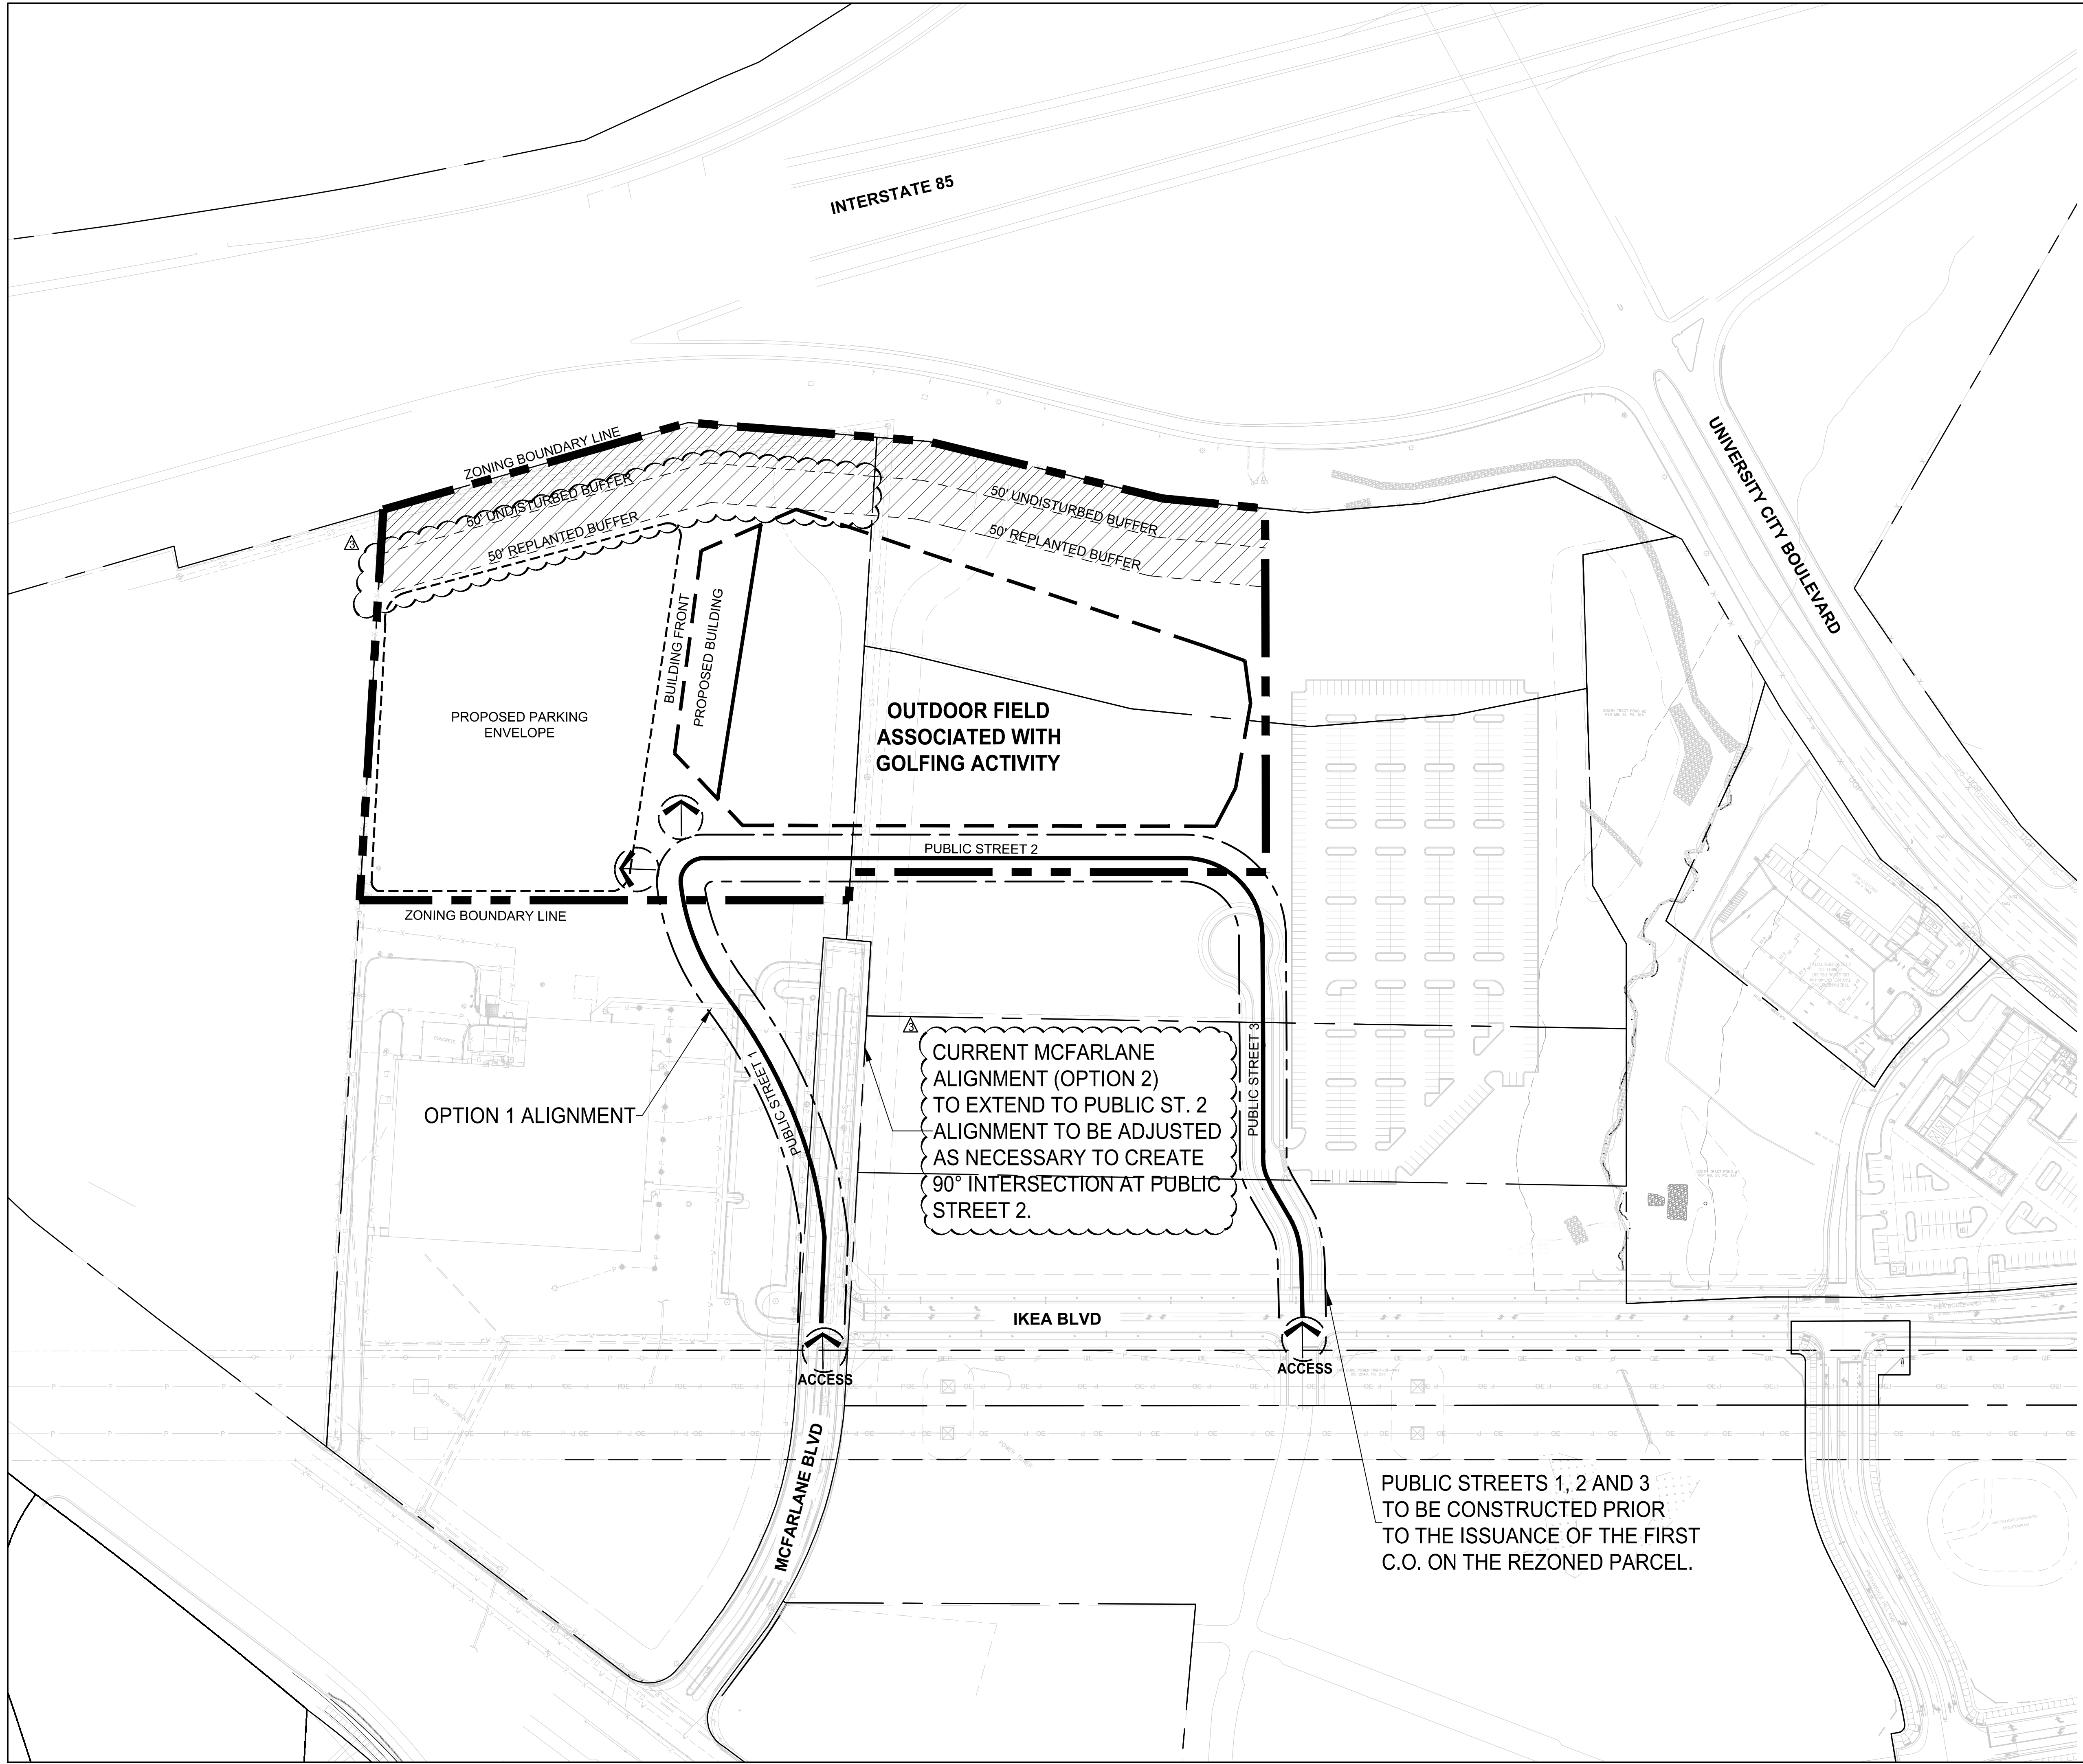 INTERSTATE 85
UNIVERSITY CITY BOULEVARD
ZONING BOUNDARY LINE
50' UNDISTURBED BUFFER
50' REPLANTED BUFFER
50' UNDISTURBED BUFFER
50' REPLANTED BUFFER
3
BUILDING FRONT
PROPOSED BUILDING
PROPOSED PARKING
ENVELOPE
OUTDOOR FIELD
ASSOCIATED WITH
GOLFING ACTIVITY
PUBLIC STREET 2
ZONING BOUNDARY LINE
3
CURRENT MCFARLANE
ALIGNMENT (OPTION 2)
TO EXTEND TO PUBLIC ST. 2
ALIGNMENT TO BE ADJUSTED
AS NECESSARY TO CREATE
90° INTERSECTION AT PUBLIC
STREET 2.
OPTION 1 ALIGNMENT
PUBLIC STREET 1
PUBLIC STREET 3
IKEA BLVD
ACCESS
ACCESS
MCFARLANE BLVD
PUBLIC STREETS 1, 2 AND 3
TO BE CONSTRUCTED PRIOR
TO THE ISSUANCE OF THE FIRST
C.O. ON THE REZONED PARCEL.